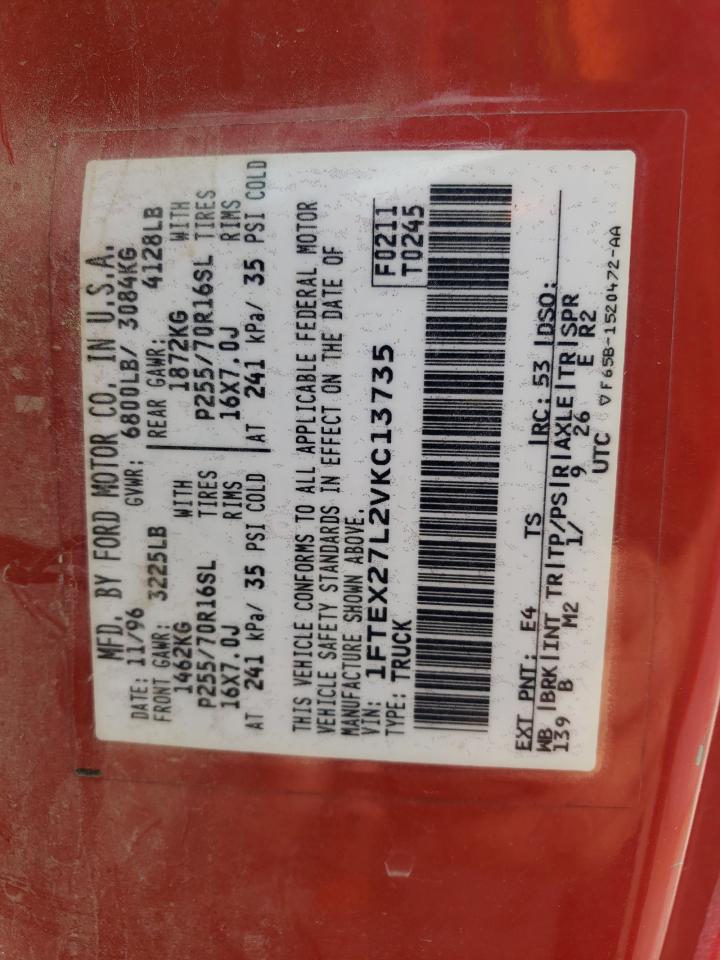 MFD. BY FORD MOTOR CO. IN U.S.A.
DATE: 11/96 GVWR: 6800LB/ 3084KG
FRONT GAWR: 3225LB REAR GAWR: 4128LB
1462KG WITH 1872KG WITH
P255/70R16SL TIRES P255/70R16SL TIRES
16X7.0J RIMS 16X7.0J RIMS
AT 241 kPa/ 35 PSI COLD AT 241 kPa/ 35 PSI COLD
THIS VEHICLE CONFORMS TO ALL APPLICABLE FEDERAL MOTOR
VEHICLE SAFETY STANDARDS IN EFFECT ON THE DATE OF
MANUFACTURE SHOWN ABOVE.
VIN: 1FTEX27L2VKC13735 F0211
TYPE: TRUCK T0245
EXT PNT: E4 TS RC: 53 DSO:
WB |BRK|INT TR|TP/PS|R|AXLE|TR|SPR
139 B M2 1/ 9 26 E R2
UTC ▽F65B-1520472-AA